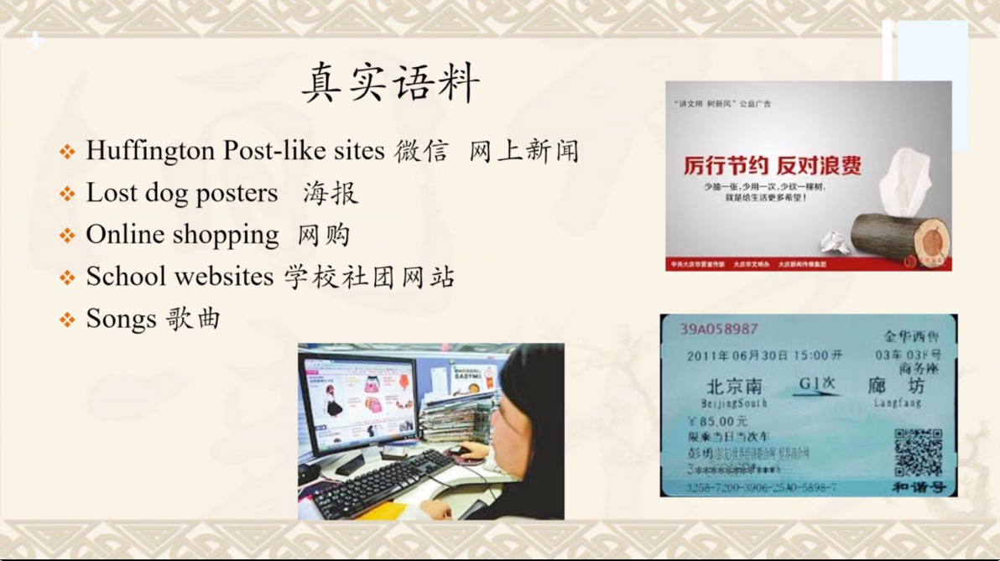 真实语料
Huffington Post-like sites 微信 网上新闻
Lost dog posters 海报
Online shopping 网购
School websites 学校社团网站
Songs 歌曲
“讲文明 树新风”公益广告
厉行节约 反对浪费
少抽一张,少用一次,少砍一棵树,
就是给生活更多希望!
中共大庆市委宣传部 大庆市文明办 大庆新闻传媒集团
39A058987
金华西售
2011年06月30日 15:00开 03车 03F号
商务座
北京南 G1次 廊坊
BeijingSouth Langfang
¥85.00元
限乘当日当次车
彭勇
和谐号
3258-7200-3906-25A0-5898-7